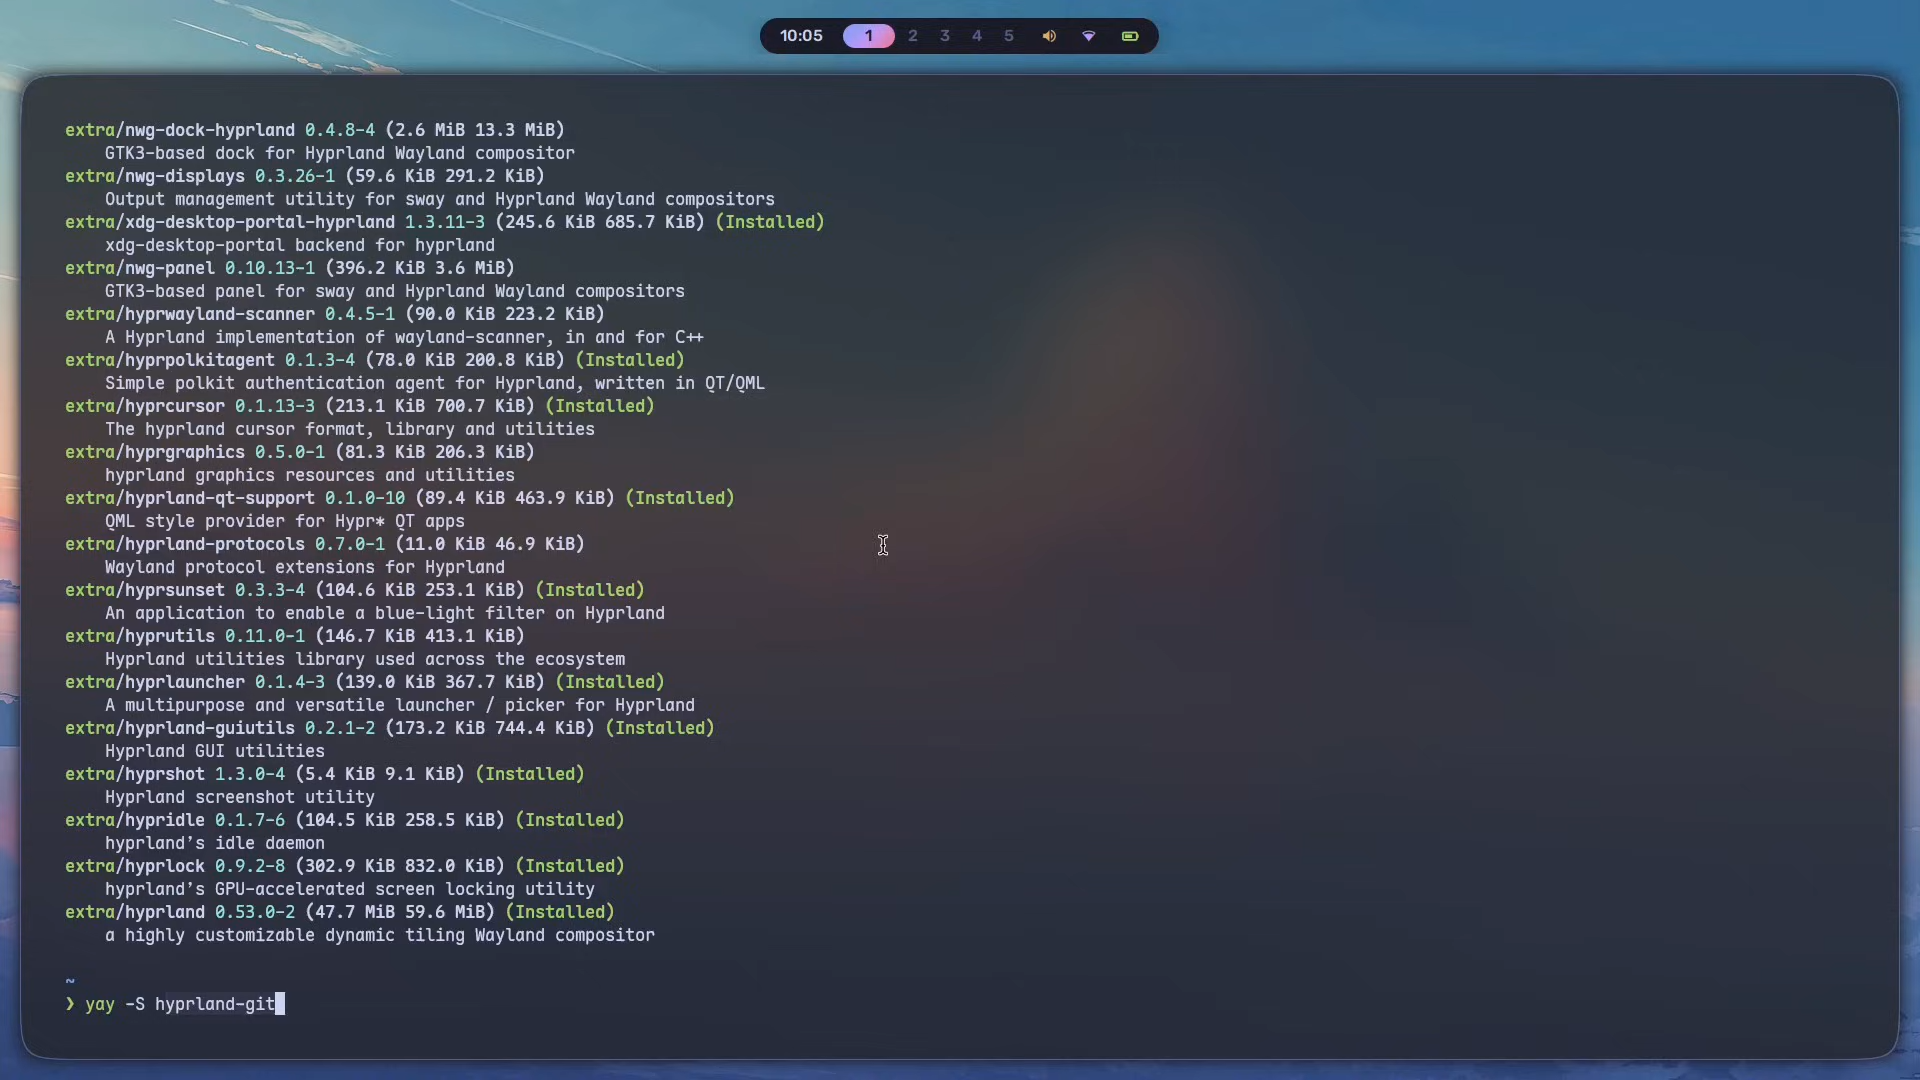 10:05 1 2 3 4 5
extra/nwg-dock-hyprland 0.4.8-4 (2.6 MiB 13.3 MiB)
GTK3-based dock for Hyprland Wayland compositor
extra/nwg-displays 0.3.26-1 (59.6 KiB 291.2 KiB)
Output management utility for sway and Hyprland Wayland compositors
extra/xdg-desktop-portal-hyprland 1.3.11-3 (245.6 KiB 685.7 KiB) (Installed)
xdg-desktop-portal backend for hyprland
extra/nwg-panel 0.10.13-1 (396.2 KiB 3.6 MiB)
GTK3-based panel for sway and Hyprland Wayland compositors
extra/hyprwayland-scanner 0.4.5-1 (90.0 KiB 223.2 KiB)
A Hyprland implementation of wayland-scanner, in and for C++
extra/hyprpolkitagent 0.1.3-4 (78.0 KiB 200.8 KiB) (Installed)
Simple polkit authentication agent for Hyprland, written in QT/QML
extra/hyprcursor 0.1.13-3 (213.1 KiB 700.7 KiB) (Installed)
The hyprland cursor format, library and utilities
extra/hyprgraphics 0.5.0-1 (81.3 KiB 206.3 KiB)
hyprland graphics resources and utilities
extra/hyprland-qt-support 0.1.0-10 (89.4 KiB 463.9 KiB) (Installed)
QML style provider for Hypr* QT apps
extra/hyprland-protocols 0.7.0-1 (11.0 KiB 46.9 KiB)
Wayland protocol extensions for Hyprland
extra/hyprsunset 0.3.3-4 (104.6 KiB 253.1 KiB) (Installed)
An application to enable a blue-light filter on Hyprland
extra/hyprutils 0.11.0-1 (146.7 KiB 413.1 KiB)
Hyprland utilities library used across the ecosystem
extra/hyprlauncher 0.1.4-3 (139.0 KiB 367.7 KiB) (Installed)
A multipurpose and versatile launcher / picker for Hyprland
extra/hyprland-guiutils 0.2.1-2 (173.2 KiB 744.4 KiB) (Installed)
Hyprland GUI utilities
extra/hyprshot 1.3.0-4 (5.4 KiB 9.1 KiB) (Installed)
Hyprland screenshot utility
extra/hypridle 0.1.7-6 (104.5 KiB 258.5 KiB) (Installed)
hyprland's idle daemon
extra/hyprlock 0.9.2-8 (302.9 KiB 832.0 KiB) (Installed)
hyprland's GPU-accelerated screen locking utility
extra/hyprland 0.53.0-2 (47.7 MiB 59.6 MiB) (Installed)
a highly customizable dynamic tiling Wayland compositor
~
❯ yay -S hyprland-git